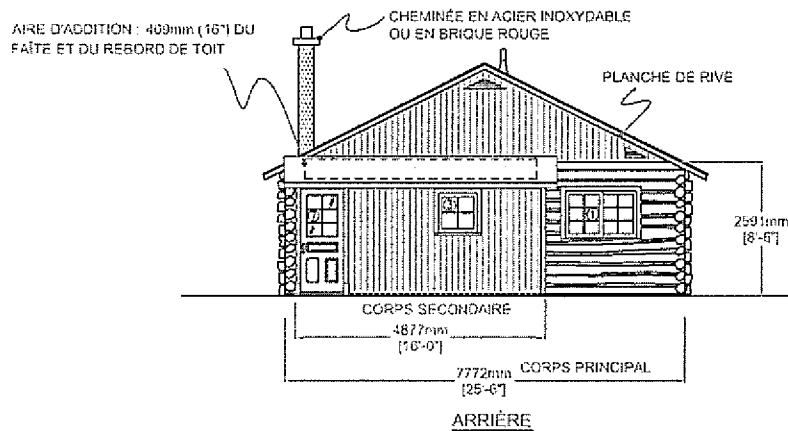 AIRE D'ADDITION : 409mm (16") DU
FAÎTE ET DU REBORD DE TOIT
CHEMINÉE EN ACIER INOXYDABLE
OU EN BRIQUE ROUGE
PLANCHE DE RIVE
2591mm
[8'-6"]
CORPS SECONDAIRE
4877mm
[16'-0"]
7772mm
[25'-6"]
CORPS PRINCIPAL
ARRIÈRE